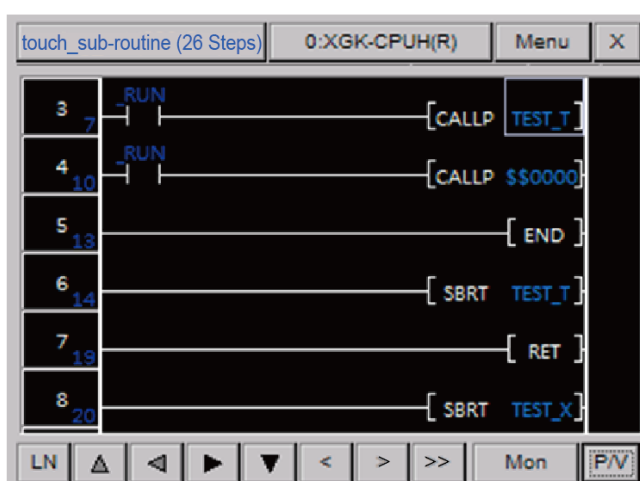 touch_sub-routine (26 Steps) 0:XGK-CPUH(R) Menu X
_RUN
3 7 [CALLP TEST_T]
_RUN
4 10 [CALLP $$0000]
5 13 [ END ]
6 14 [ SBRT TEST_T]
7 19 [ RET ]
8 20 [ SBRT TEST_X]
LN < > >> Mon P/V